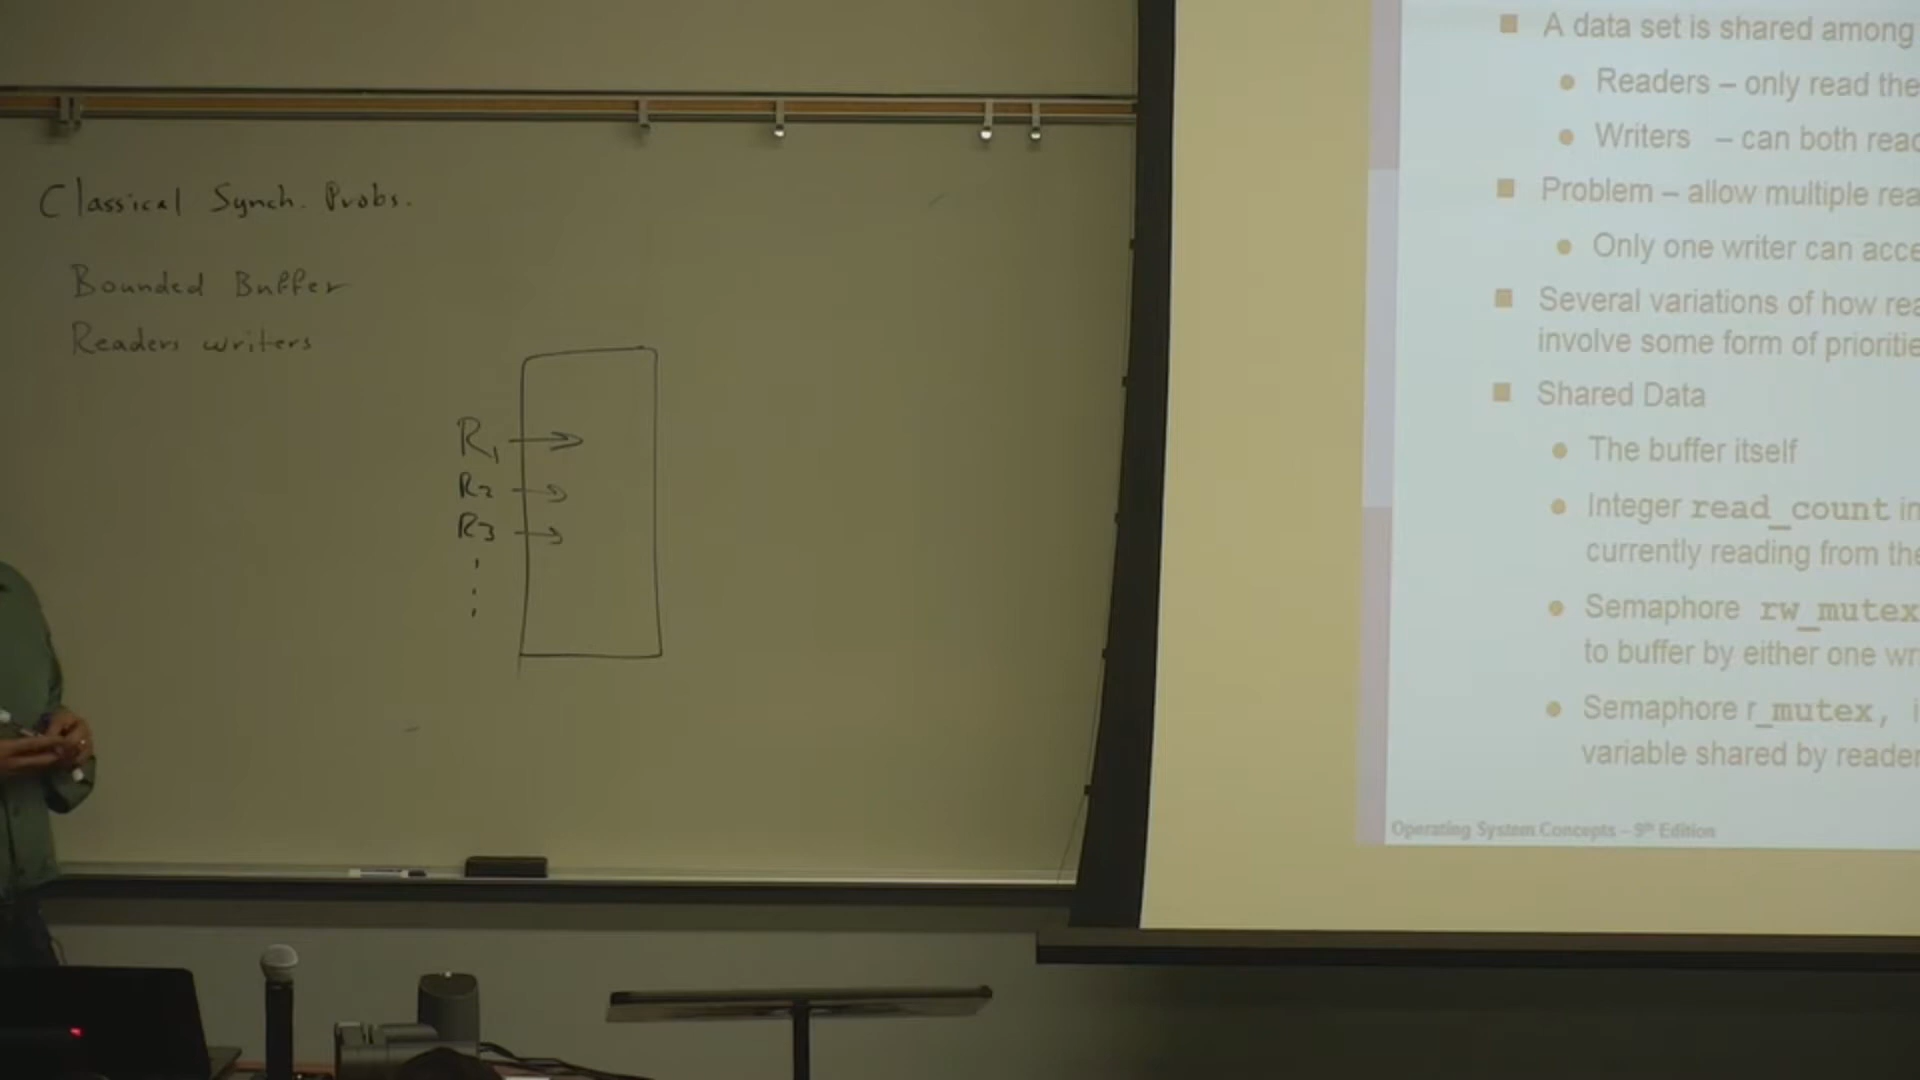 Classical Synch. Probs.
Bounded Buffer
Readers writers
R1
R2
R3
A data set is shared among
Readers – only read the
Writers – can both read
Problem – allow multiple rea
Only one writer can acce
Several variations of how rea
involve some form of prioritie
Shared Data
The buffer itself
Integer read_count in
currently reading from the
Semaphore rw_mutex
to buffer by either one wr
Semaphore r_mutex, i
variable shared by reader
Operating System Concepts – 9th Edition